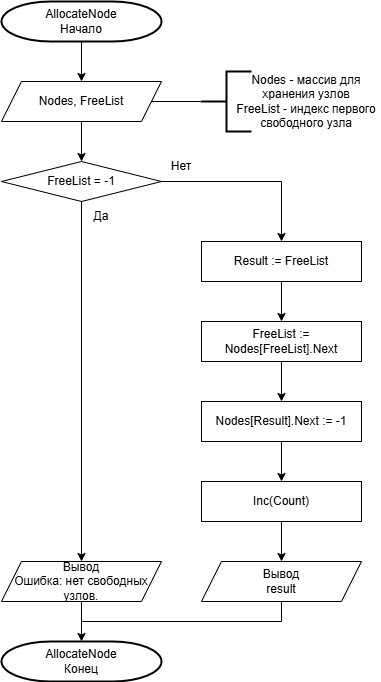 AllocateNode
Начало
Nodes, FreeList
Nodes - массив для
хранения узлов
FreeList - индекс первого
свободного узла
FreeList = -1
Нет
Да
Result := FreeList
FreeList :=
Nodes[FreeList].Next
Nodes[Result].Next := -1
Inc(Count)
Вывод
Ошибка: нет свободных
узлов.
Вывод
result
AllocateNode
Конец